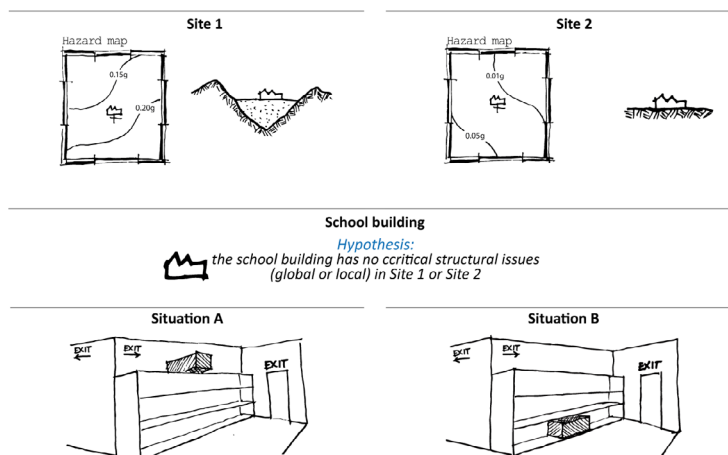 Site 1
Site 2
Hazard map
0.15g
0.20g
Hazard map
0.01g
0.05g
School building
Hypothesis:
the school building has no ccritical structural issues
(global or local) in Site 1 or Site 2
Situation A
Situation B
EXIT
EXIT
EXIT
EXIT
EXIT
EXIT